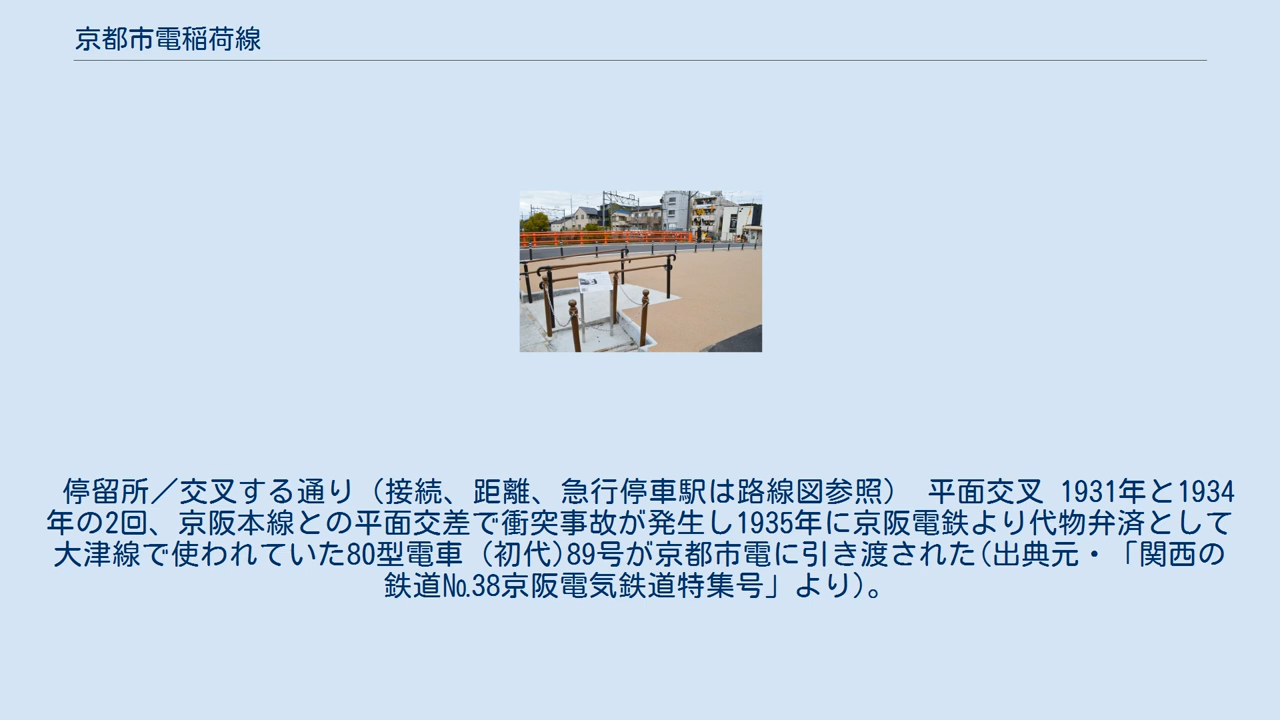 京都市電稲荷線
停留所／交叉する通り（接続、距離、急行停車駅は路線図参照） 平面交叉 1931年と1934
年の2回、京阪本線との平面交差で衝突事故が発生し1935年に京阪電鉄より代物弁済として
大津線で使われていた80型電車（初代)89号が京都市電に引き渡された(出典元・「関西の
鉄道№38京阪電気鉄道特集号」より)。